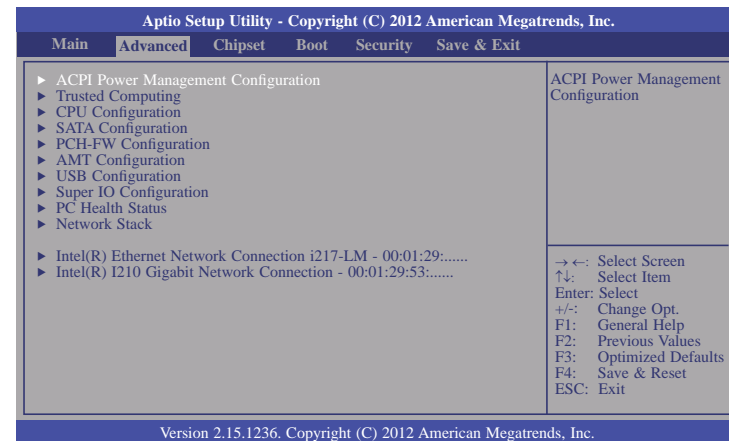 Aptio Setup Utility - Copyright (C) 2012 American Megatrends, Inc.
Main Advanced Chipset Boot Security Save & Exit
► ACPI Power Management Configuration
► Trusted Computing
► CPU Configuration
► SATA Configuration
► PCH-FW Configuration
► AMT Configuration
► USB Configuration
► Super IO Configuration
► PC Health Status
► Network Stack
► Intel(R) Ethernet Network Connection i217-LM - 00:01:29:......
► Intel(R) I210 Gigabit Network Connection - 00:01:29:53:......
ACPI Power Management
Configuration
→←: Select Screen
↑↓: Select Item
Enter: Select
+/-: Change Opt.
F1: General Help
F2: Previous Values
F3: Optimized Defaults
F4: Save & Reset
ESC: Exit
Version 2.15.1236. Copyright (C) 2012 American Megatrends, Inc.